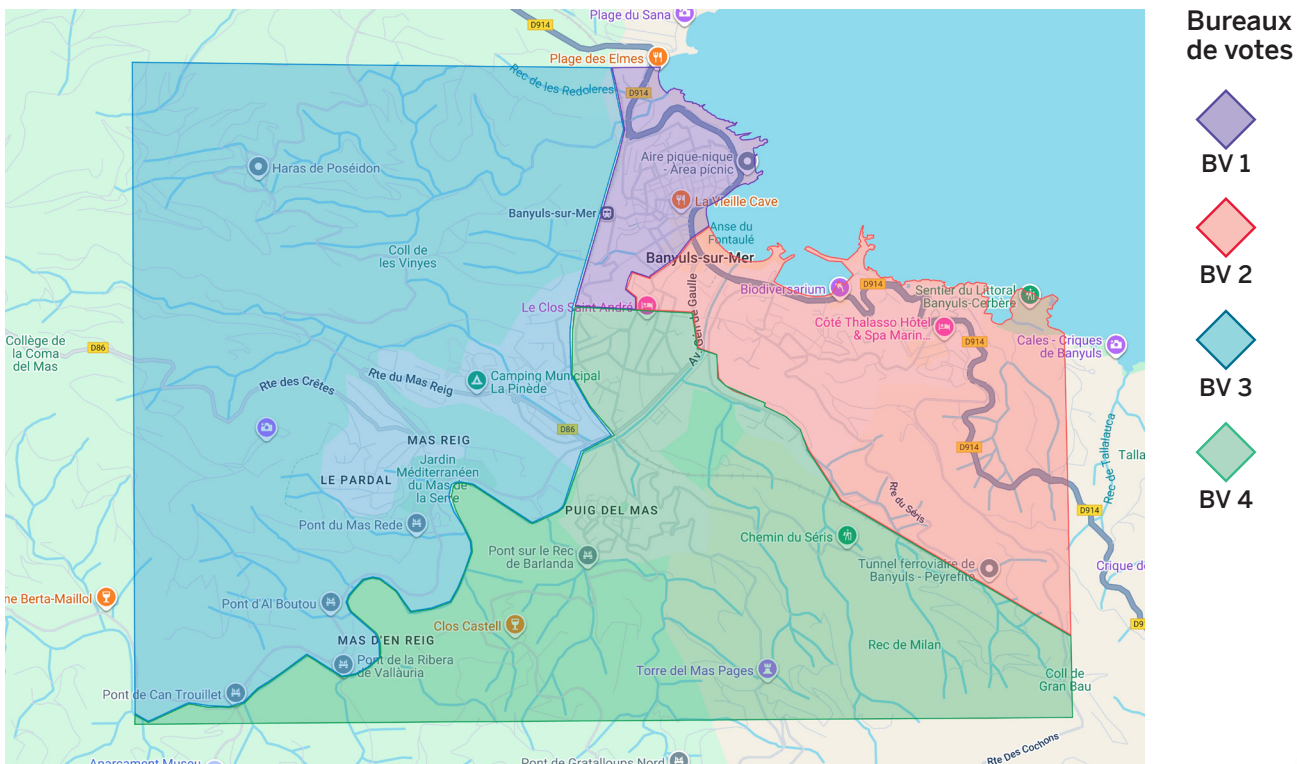 Plage du Sana
D914
Plage des Elmes
Rec de les Redoleres
D914
Aire pique-nique
- Àrea pícnic
Haras de Poséidon
La Vieille Cave
Banyuls-sur-Mer
Anse du
Fontaulé
Coll de
les Vinyes
Banyuls-sur-Mer
Biodiversarium
D914
Sentier du Littoral
Banyuls-Cerbère
Le Clos Saint André
Av. Gén de Gaulle
Côté Thalasso Hôtel
& Spa Marin...
D914
Cales - Criques
de Banyuls
Collège de
la Coma
del Mas
D86
Rte des Crêtes
Rte du Mas Reig
Camping Municipal
La Pinède
D86
MAS REIG
Jardin
Méditerranéen
du Mas de
la Serre
LE PARDAL
D914
Rec de Tallalauca
Talla
Pont du Mas Rede
PUIG DEL MAS
Rte du Séris
D914
Pont sur le Rec
de Barlanda
Chemin du Séris
Tunnel ferroviaire de
Banyuls - Peyrefite
Crique de
ne Berta-Maillol
Pont d'Al Boutou
Clos Castell
D9
MAS D'EN REIG
Pont de la Ribera
de Vallàuria
Rec de Milan
Torre del Mas Pages
Coll de
Gran Bau
Pont de Can Trouillet
Rte Des Cochons
Aparcament Museu
Pont de Gratalloups Nord
Bureaux
de votes
BV 1
BV 2
BV 3
BV 4